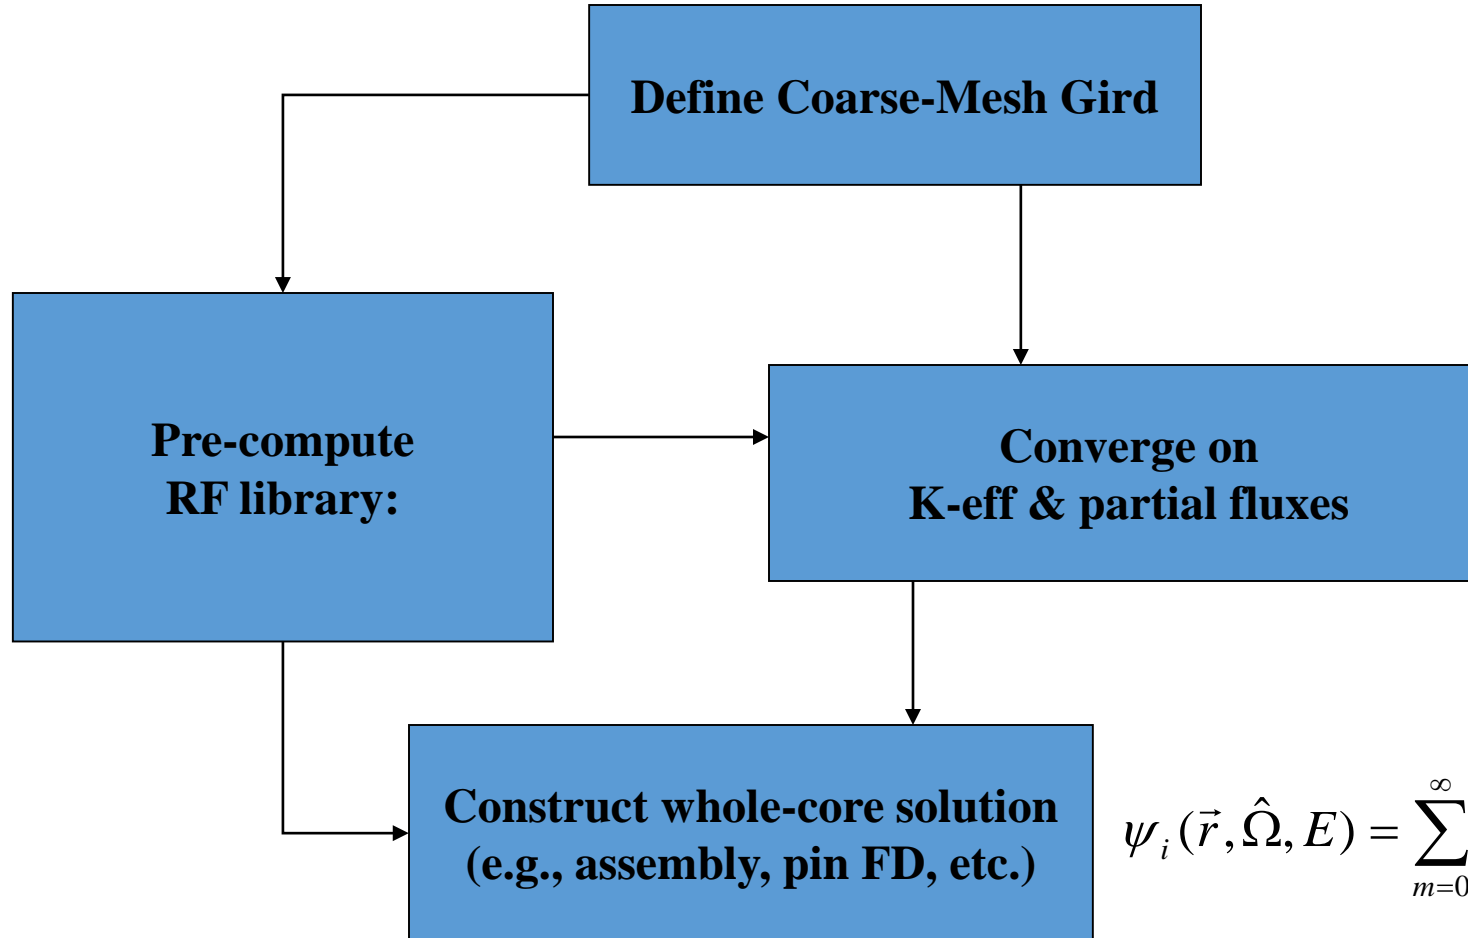 Define Coarse-Mesh Gird
Pre-compute
RF library:
Converge on
K-eff & partial fluxes
Construct whole-core solution
(e.g., assembly, pin FD, etc.)
ψ_i(r⃗, Ω̂, E) = ∑_{m=0}^{∞}